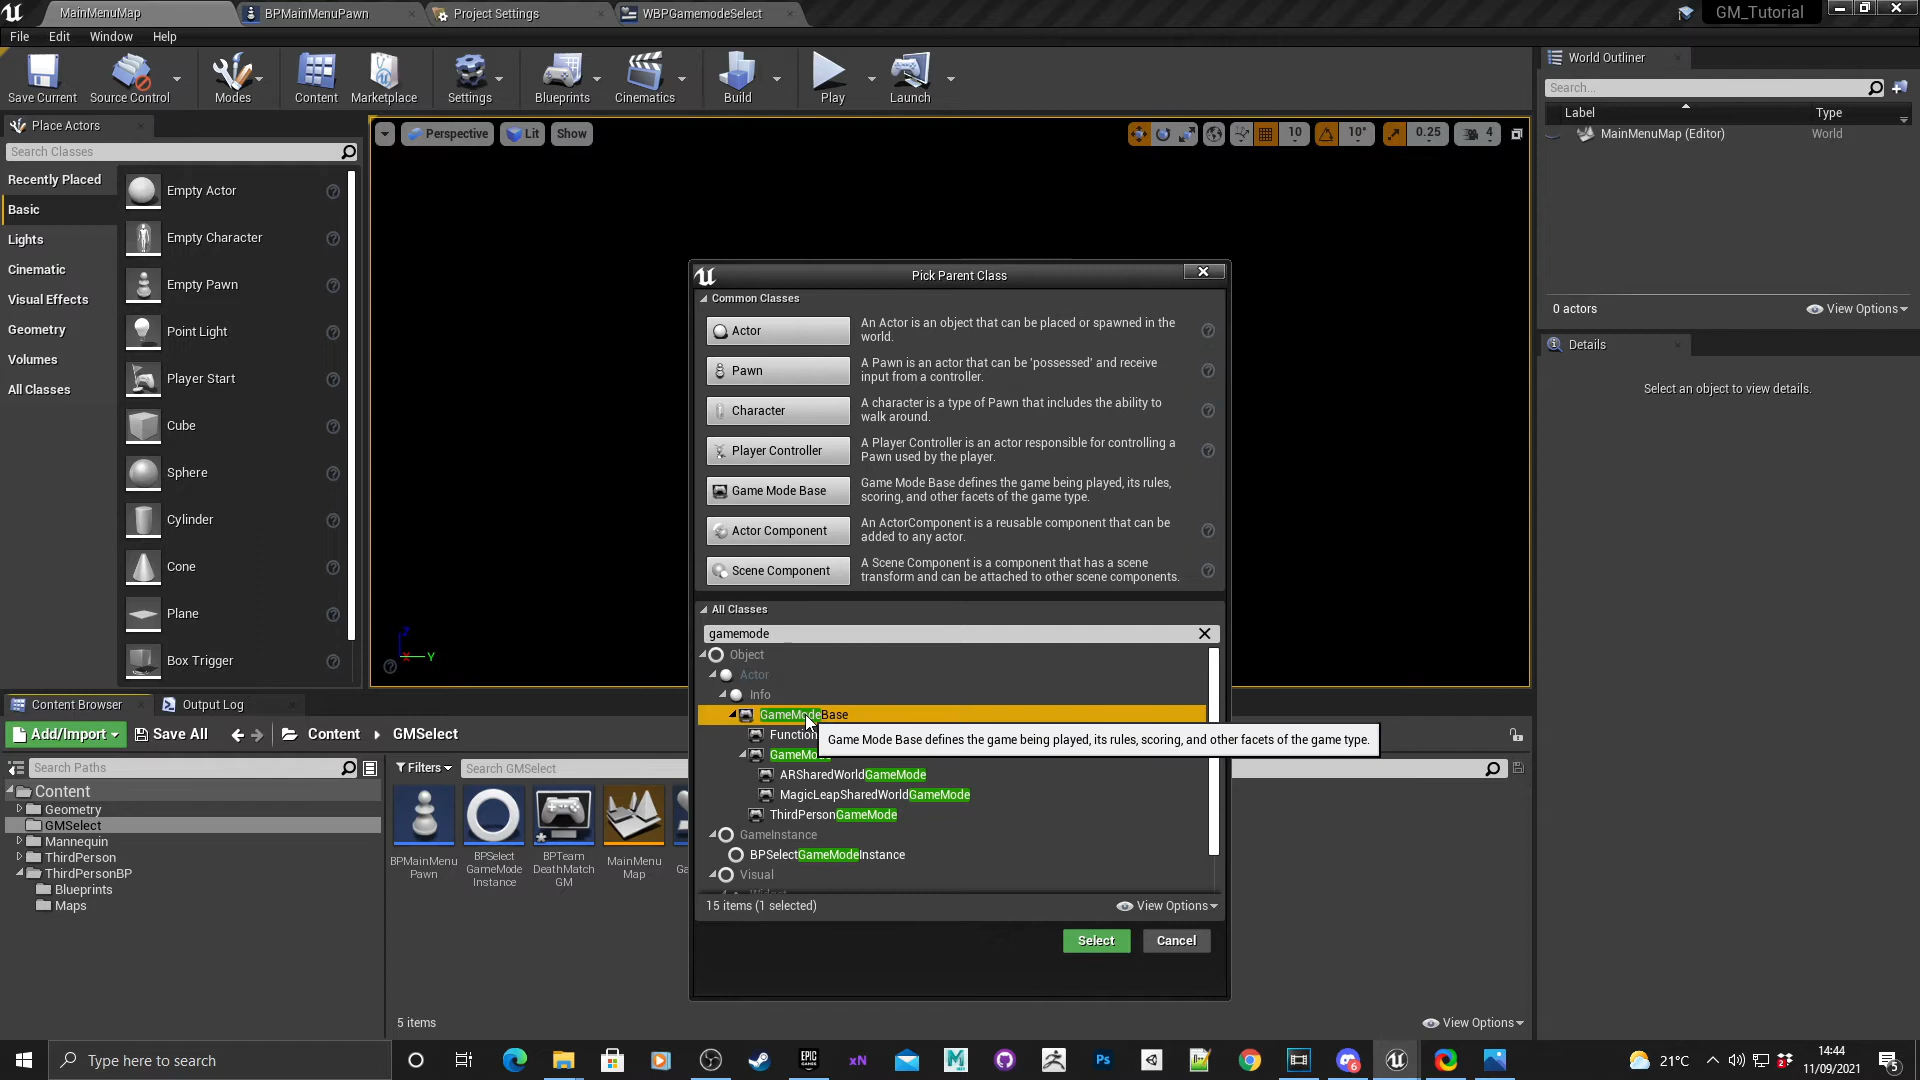 MainMenuMap
BPMainMenuPawn
Project Settings
WBPGamemodeSelect
GM_Tutorial
File
Edit
Window
Help
Save Current
Source Control
Modes
Content
Marketplace
Settings
Blueprints
Cinematics
Build
Play
Launch
Place Actors
Search Classes
Recently Placed
Basic
Lights
Cinematic
Visual Effects
Geometry
Volumes
All Classes
Empty Actor
Empty Character
Empty Pawn
Point Light
Player Start
Cube
Sphere
Cylinder
Cone
Plane
Box Trigger
Perspective
Lit
Show
10
10°
0.25
4
Z
X
Y
World Outliner
Search...
Label
Type
MainMenuMap (Editor)
World
0 actors
View Options
Details
Select an object to view details.
Pick Parent Class
Common Classes
Actor
An Actor is an object that can be placed or spawned in the
world.
Pawn
A Pawn is an actor that can be 'possessed' and receive
input from a controller.
Character
A character is a type of Pawn that includes the ability to
walk around.
Player Controller
A Player Controller is an actor responsible for controlling a
Pawn used by the player.
Game Mode Base
Game Mode Base defines the game being played, its rules,
scoring, and other facets of the game type.
Actor Component
An ActorComponent is a reusable component that can be
added to any actor.
Scene Component
A Scene Component is a component that has a scene
transform and can be attached to other scene components.
All Classes
gamemode
Object
Actor
Info
GameModeBase
Function
Game Mode Base defines the game being played, its rules, scoring, and other facets of the game type.
GameMode
ARSharedWorldGameMode
MagicLeapSharedWorldGameMode
ThirdPersonGameMode
GameInstance
BPSelectGameModeInstance
Visual
15 items (1 selected)
View Options
Select
Cancel
Content Browser
Output Log
Add/Import
Save All
Content
GMSelect
Search Paths
Filters
Search GMSelect
Content
Geometry
GMSelect
Mannequin
ThirdPerson
ThirdPersonBP
Blueprints
Maps
BPMainMenu
Pawn
BPSelect
GameMode
Instance
BPTeam
DeathMatch
GM
MainMenu
Map
5 items
View Options
Type here to search
21°C
14:44
11/09/2021
5